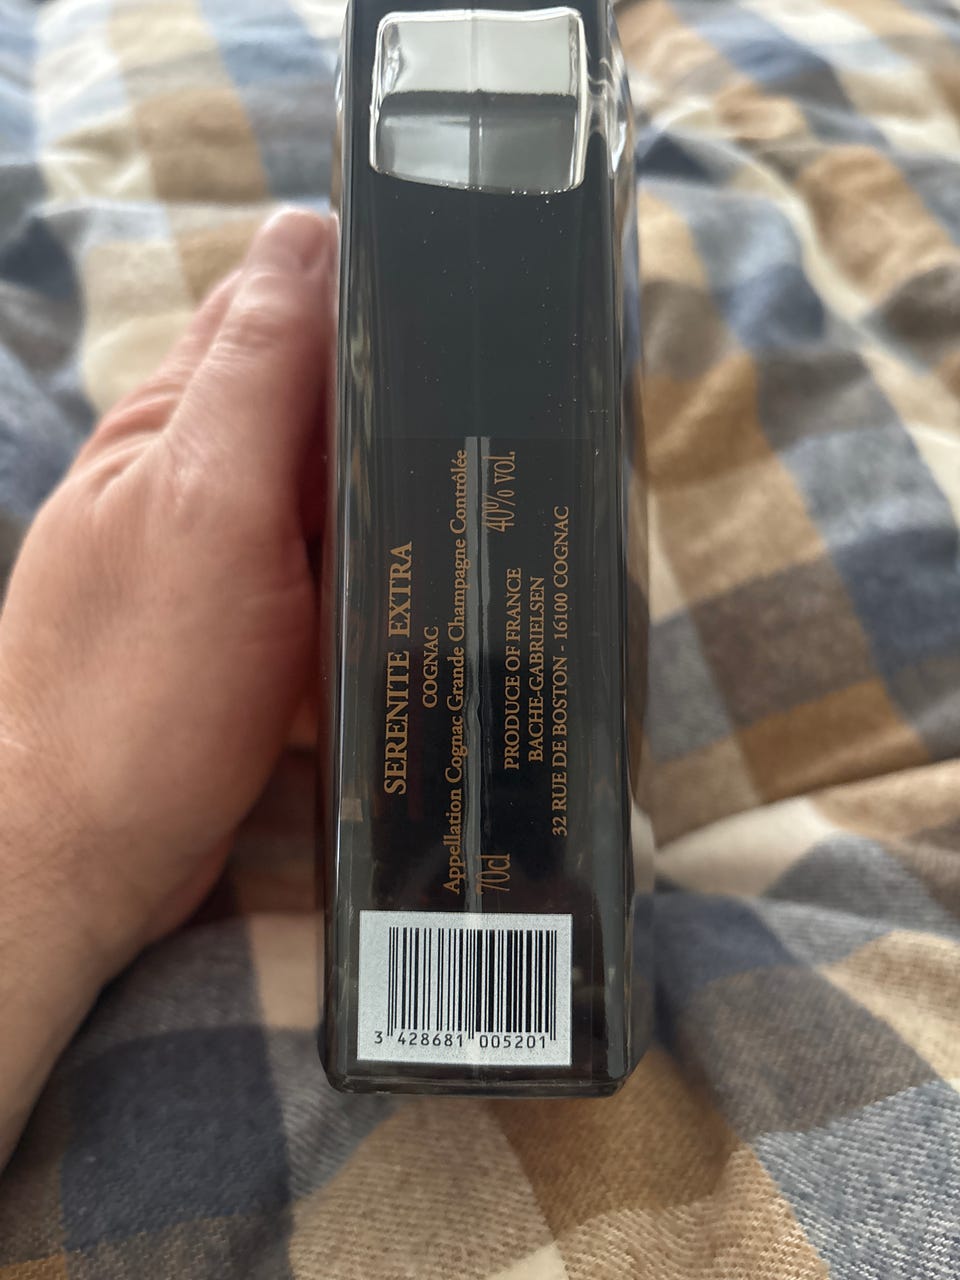 SERENITE EXTRA
COGNAC
Appellation Cognac Grande Champagne Contrôlée
70cl 40% vol.
PRODUCE OF FRANCE
BACHE-GABRIELSEN
32 RUE DE BOSTON - 16100 COGNAC
3 428681 005201